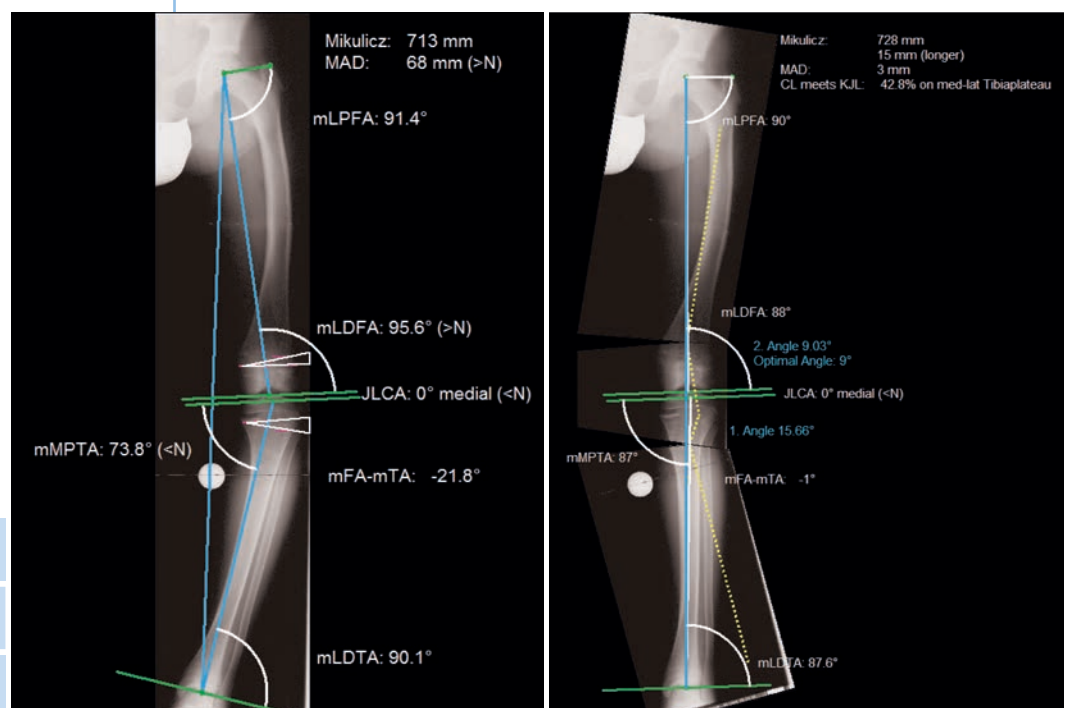 Mikulicz: 713 mm
MAD: 68 mm (>N)
mLPFA: 91.4°
mLDFA: 95.6° (>N)
JLCA: 0° medial (<N)
mMPTA: 73.8° (<N)
mFA-mTA: -21.8°
mLDTA: 90.1°
Mikulicz: 728 mm
15 mm (longer)
MAD: 3 mm
CL meets KJL: 42.8% on med-lat Tibiaplateau
mLPFA: 90°
mLDFA: 88°
2. Angle 9.03°
Optimal Angle: 9°
JLCA: 0° medial (<N)
1. Angle 15.66°
mMPTA: 87°
mFA-mTA: -1°
mLDTA: 87.6°